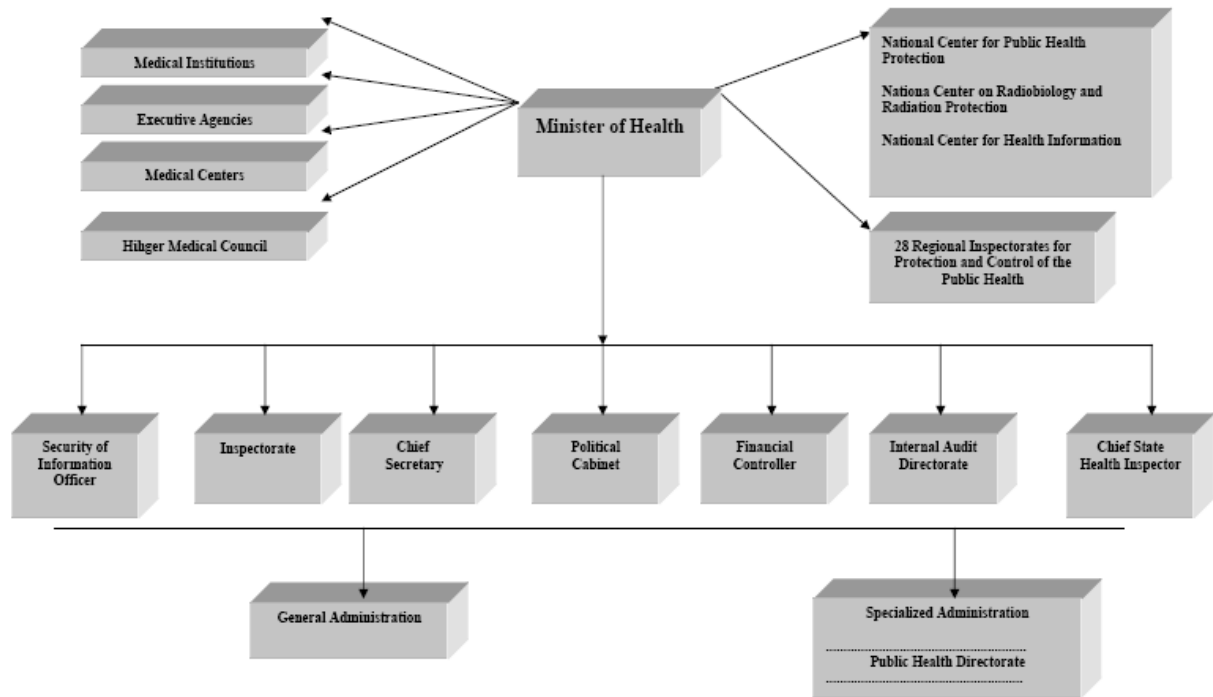 Medical Institutions
Executive Agencies
Medical Centers
Hihger Medical Council
Minister of Health
National Center for Public Health
Protection
Nationa Center on Radiobiology and
Radiation Protection
National Center for Health Information
28 Regional Inspectorates for
Protection and Control of the
Public Health
Security of
Information
Officer
Inspectorate
Chief
Secretary
Political
Cabinet
Financial
Controller
Internal Audit
Directorate
Chief State
Health Inspector
General Administration
Specialized Administration
Public Health Directorate